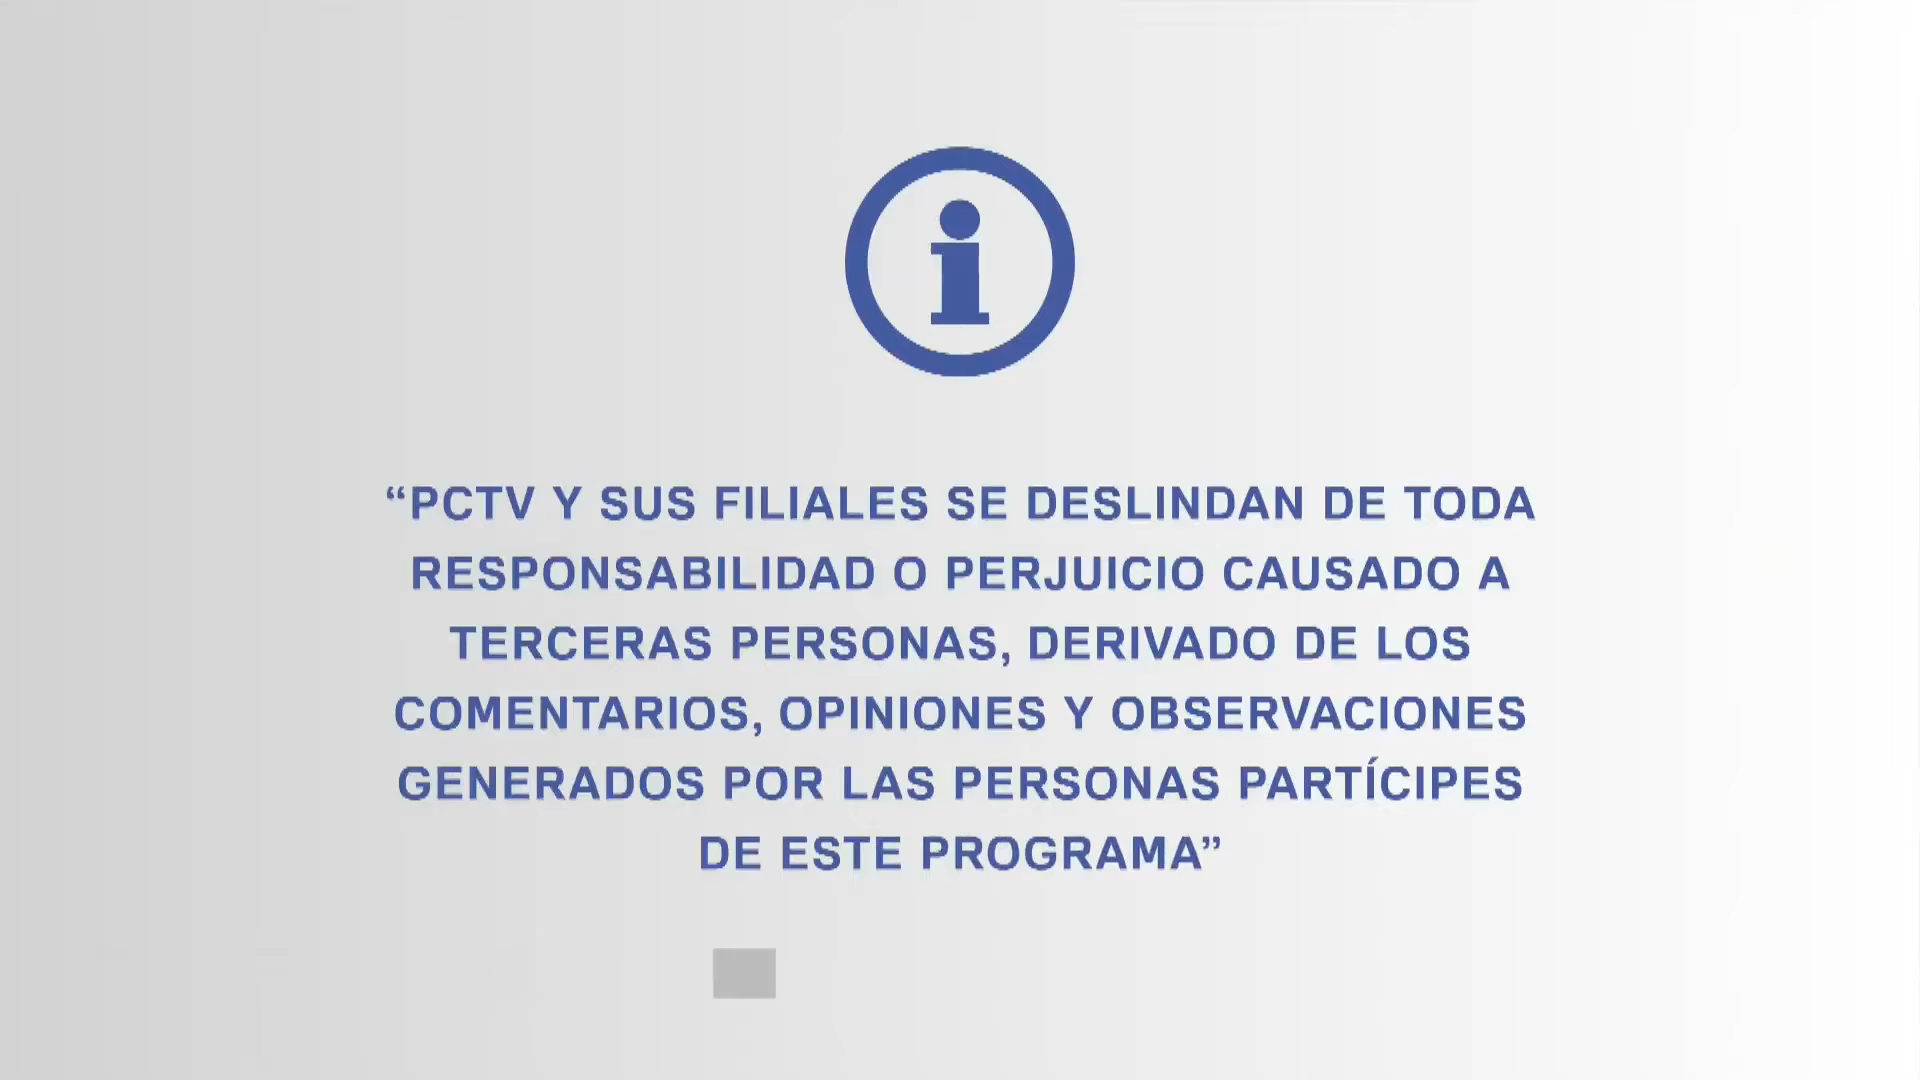 “PCTV Y SUS FILIALES SE DESLINDAN DE TODA
RESPONSABILIDAD O PERJUICIO CAUSADO A
TERCERAS PERSONAS, DERIVADO DE LOS
COMENTARIOS, OPINIONES Y OBSERVACIONES
GENERADOS POR LAS PERSONAS PARTÍCIPES
DE ESTE PROGRAMA”